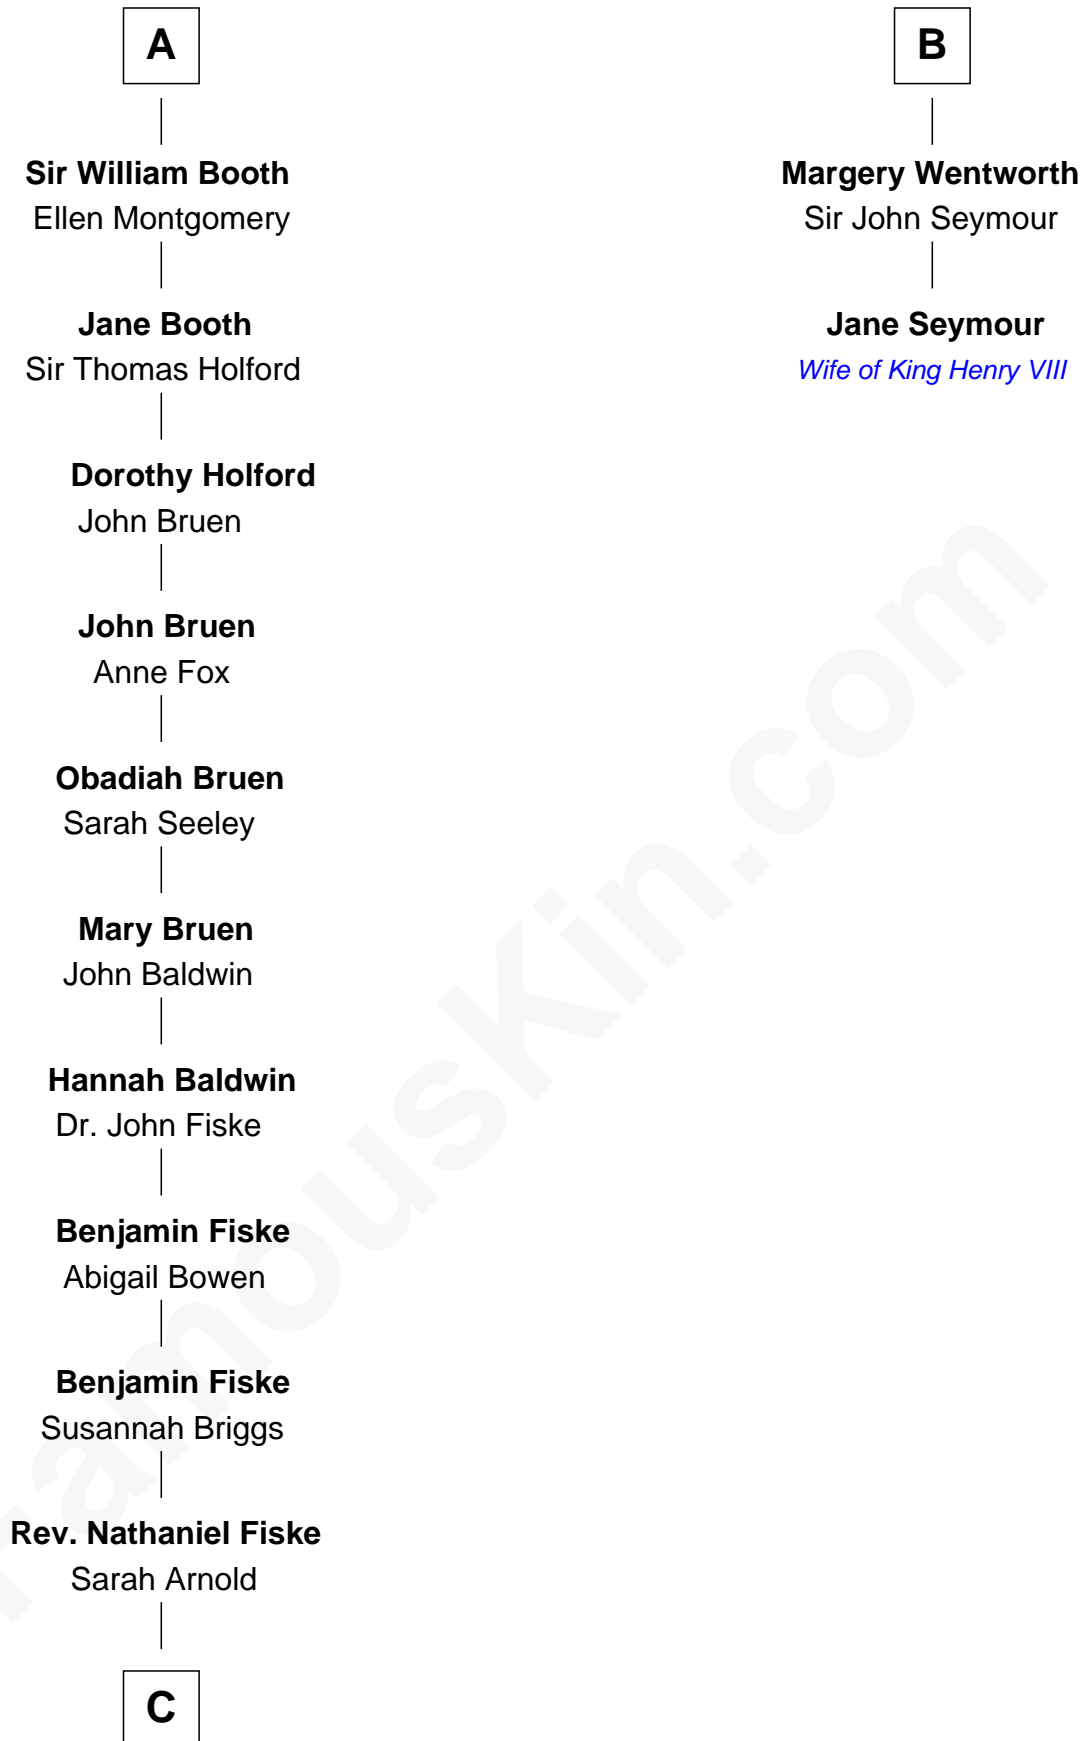 A
Sir William Booth
Ellen Montgomery
Jane Booth
Sir Thomas Holford
Dorothy Holford
John Bruen
John Bruen
Anne Fox
Obadiah Bruen
Sarah Seeley
Mary Bruen
John Baldwin
Hannah Baldwin
Dr. John Fiske
Benjamin Fiske
Abigail Bowen
Benjamin Fiske
Susannah Briggs
Rev. Nathaniel Fiske
Sarah Arnold
C
B
Margery Wentworth
Sir John Seymour
Jane Seymour
Wife of King Henry VIII
FamousKin.com